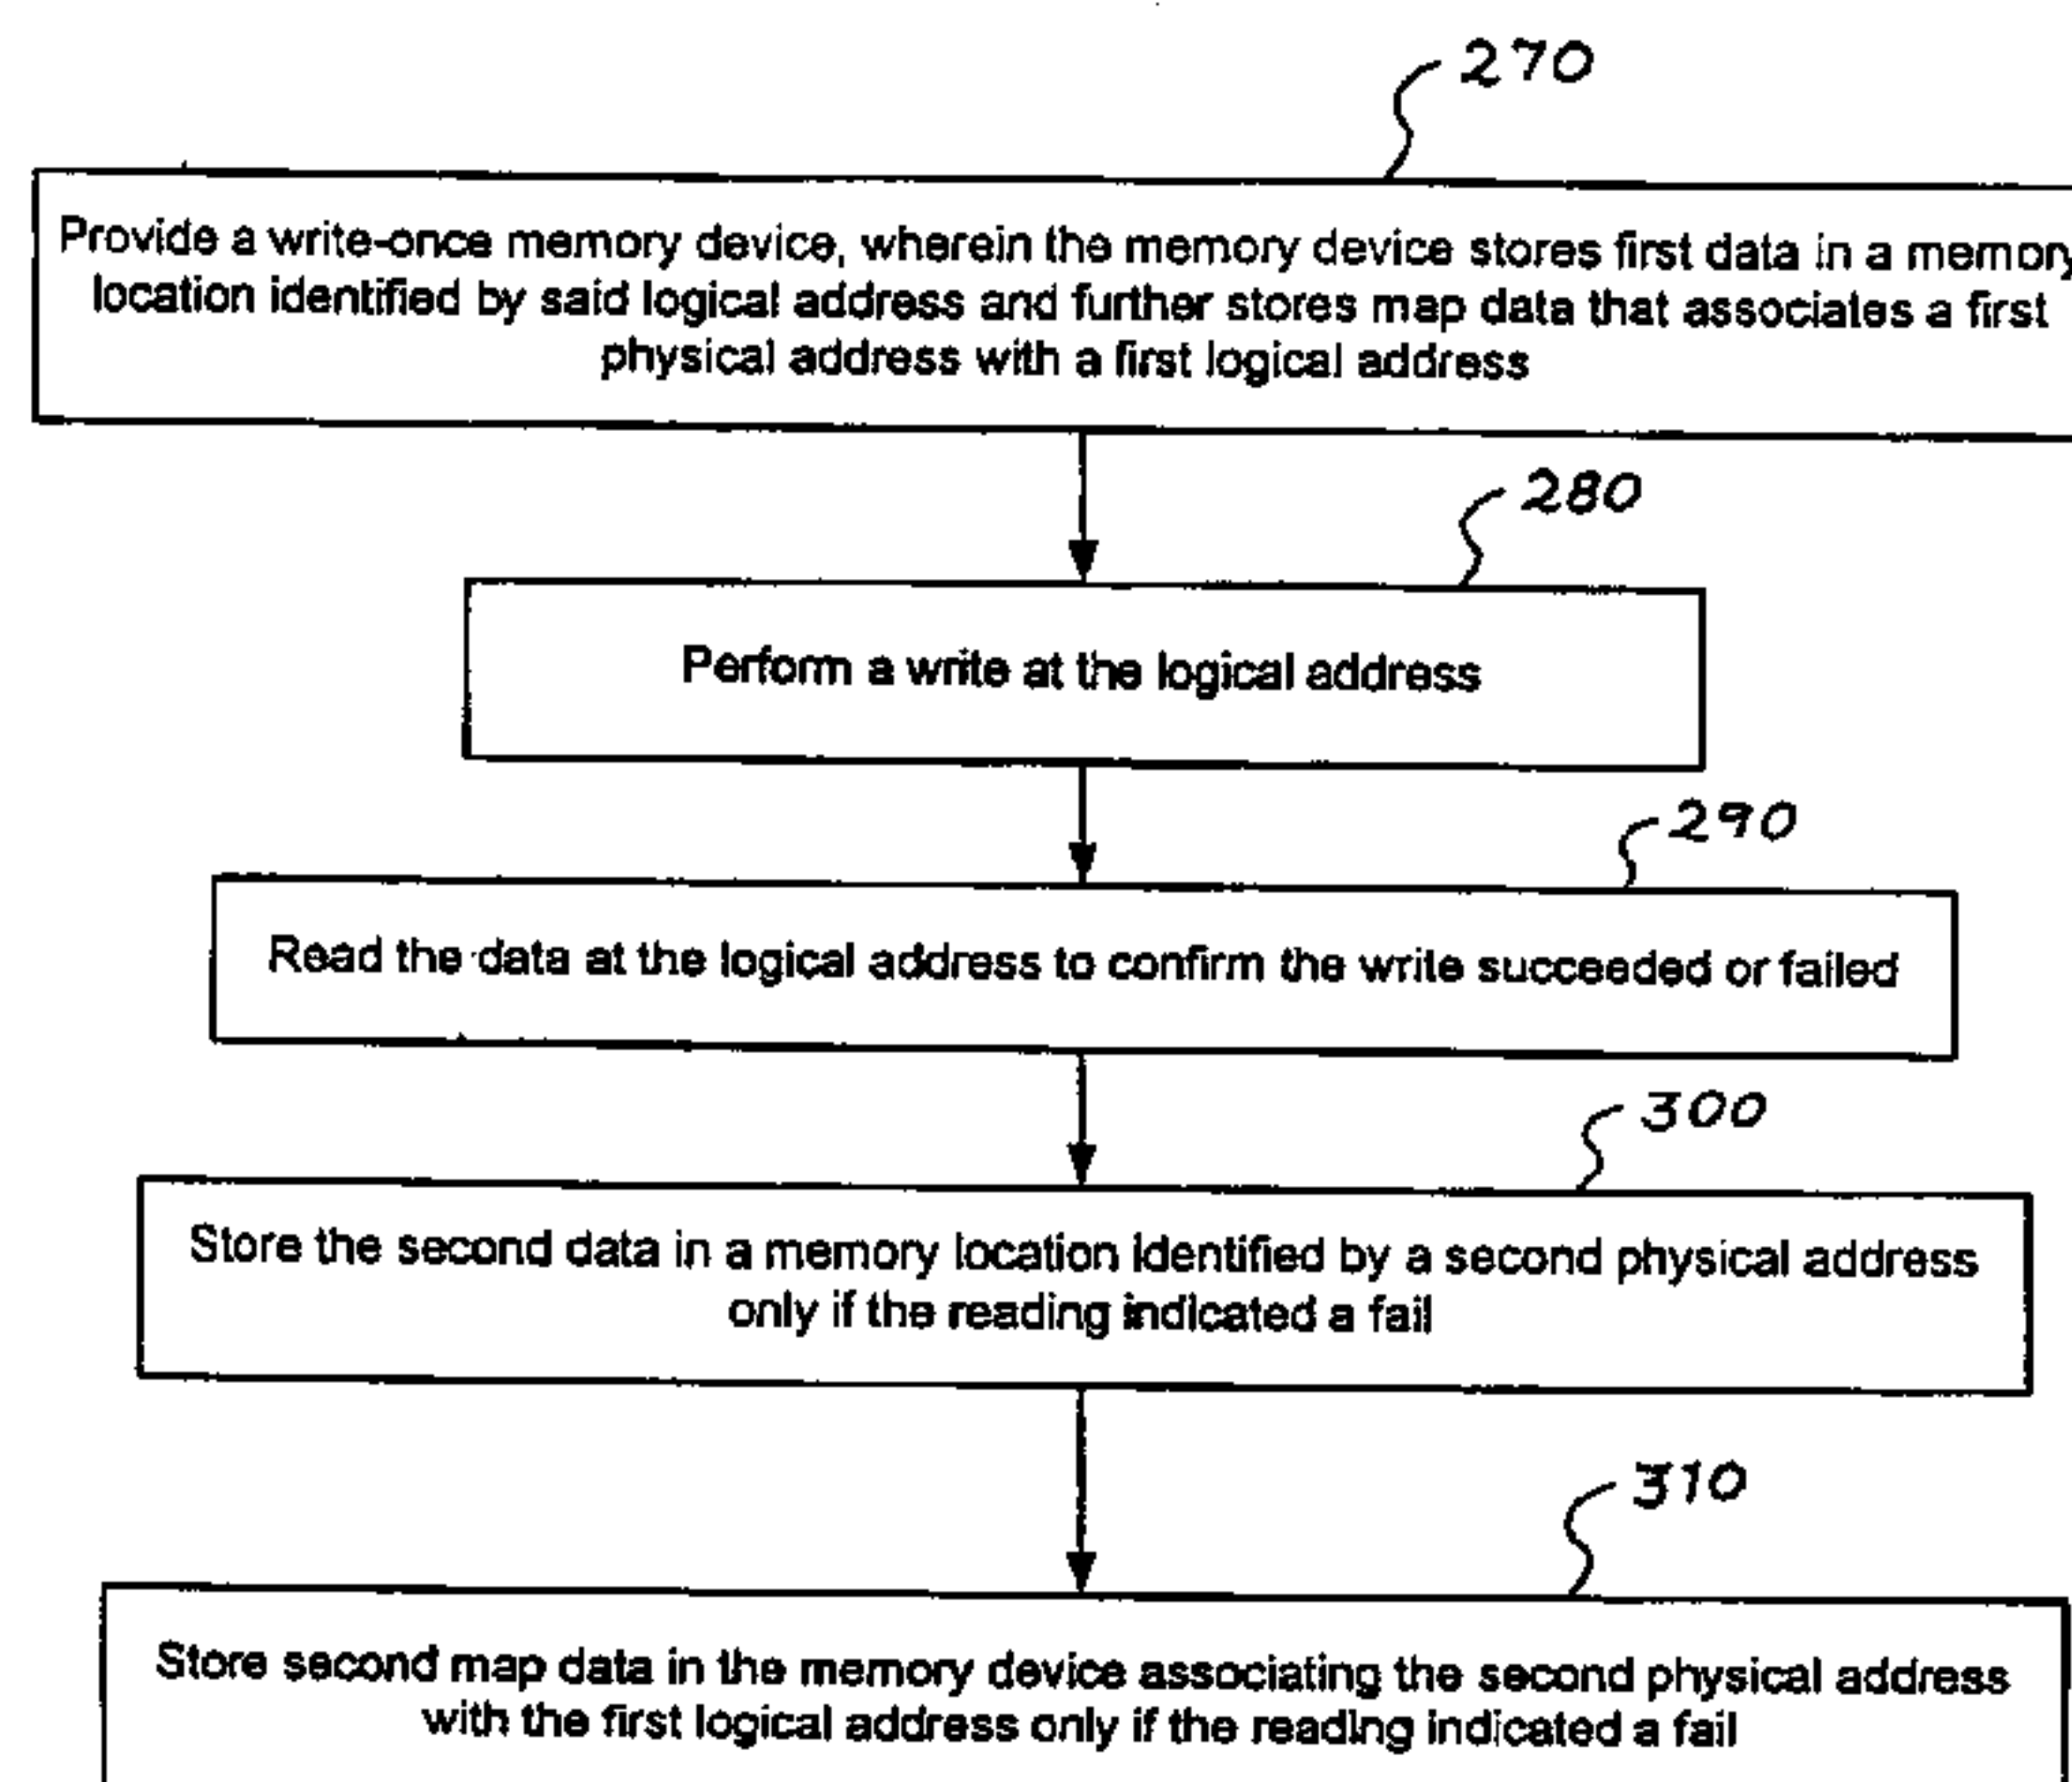 270
Provide a write-once memory device, wherein the memory device stores first data in a memory
location identified by said logical address and further stores map data that associates a first
physical address with a first logical address
280
Perform a write at the logical address
290
Read the data at the logical address to confirm the write succeeded or failed
300
Store the second data in a memory location identified by a second physical address
only if the reading indicated a fail
310
Store second map data in the memory device associating the second physical address
with the first logical address only if the reading indicated a fail